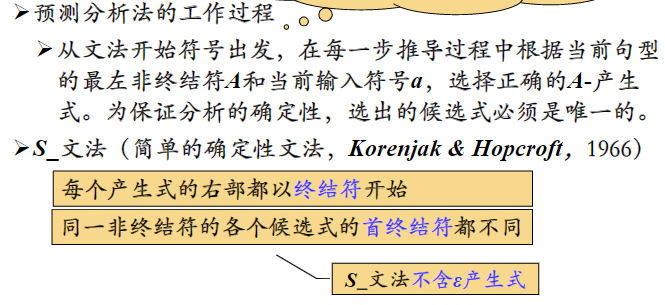 ➢预测分析法的工作过程
➢从文法开始符号出发，在每一步推导过程中根据当前句型
的最左非终结符A和当前输入符号a，选择正确的A-产生
式。为保证分析的确定性，选出的候选式必须是唯一的。
➢S_文法（简单的确定性文法，Korenjak & Hopcroft，1966）
每个产生式的右部都以终结符开始
同一非终结符的各个候选式的首终结符都不同
S_文法不含ε产生式